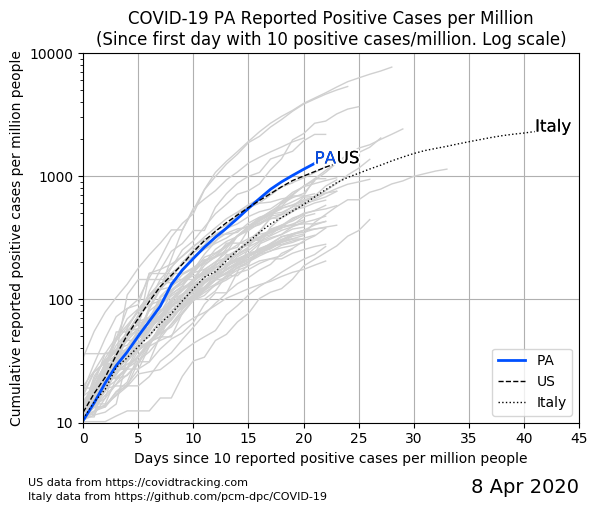 COVID-19 PA Reported Positive Cases per Million
(Since first day with 10 positive cases/million. Log scale)
Cumulative reported positive cases per million people
10000
1000
100
10
PA
US
Italy
PA
US
Italy
0 5 10 15 20 25 30 35 40 45
Days since 10 reported positive cases per million people
US data from https://covidtracking.com
Italy data from https://github.com/pcm-dpc/COVID-19
8 Apr 2020